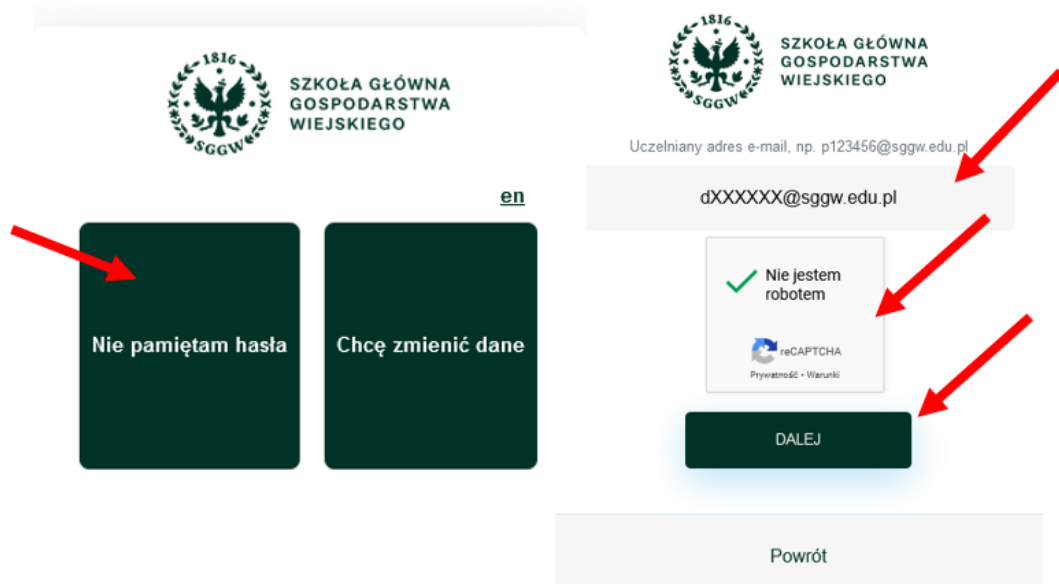 1816
SZKOŁA GŁÓWNA
GOSPODARSTWA
WIEJSKIEGO
SGGW
en
Nie pamiętam hasła
Chcę zmienić dane
1816
SZKOŁA GŁÓWNA
GOSPODARSTWA
WIEJSKIEGO
SGGW
Uczelniany adres e-mail, np. p123456@sggw.edu.pl
dXXXXXX@sggw.edu.pl
Nie jestem
robotem
reCAPTCHA
Prywatność - Warunki
DALEJ
Powrót